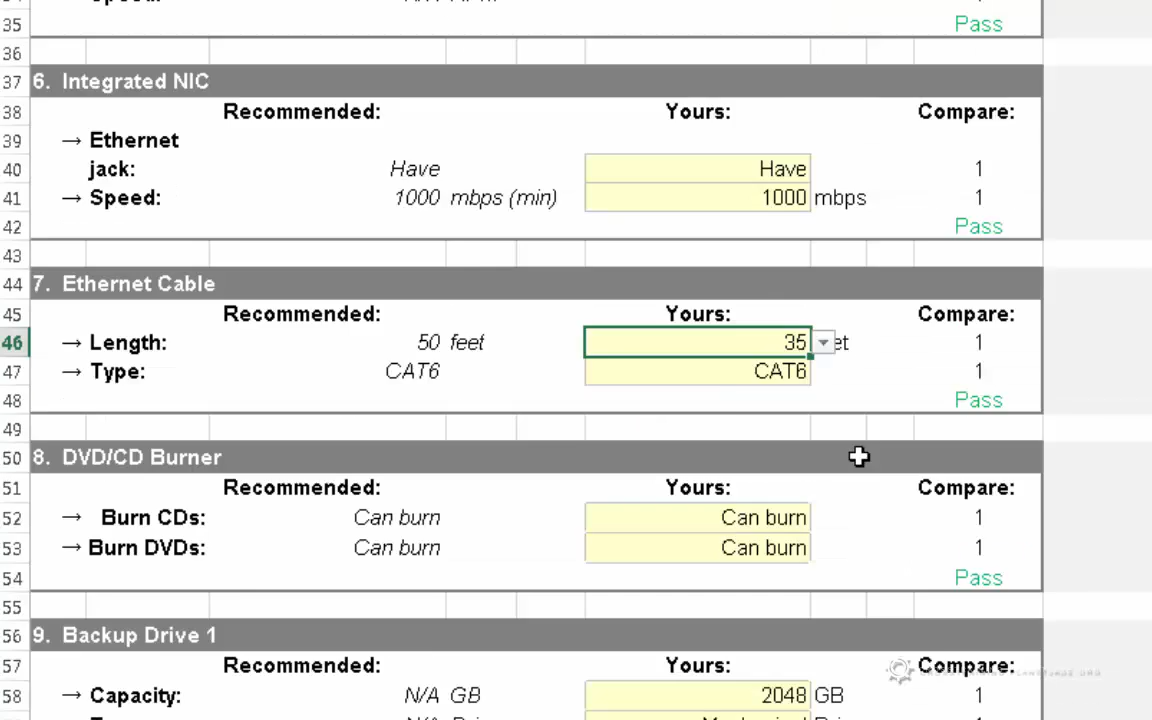 35 Pass
36
37 6. Integrated NIC
38 Recommended: Yours: Compare:
39 → Ethernet
40 jack: Have Have 1
41 → Speed: 1000 mbps (min) 1000 mbps 1
42 Pass
43
44 7. Ethernet Cable
45 Recommended: Yours: Compare:
46 → Length: 50 feet 35 et 1
47 → Type: CAT6 CAT6 1
48 Pass
49
50 8. DVD/CD Burner
51 Recommended: Yours: Compare:
52 → Burn CDs: Can burn Can burn 1
53 → Burn DVDs: Can burn Can burn 1
54 Pass
55
56 9. Backup Drive 1
57 Recommended: Yours: Compare:
58 → Capacity: N/A GB 2048 GB 1